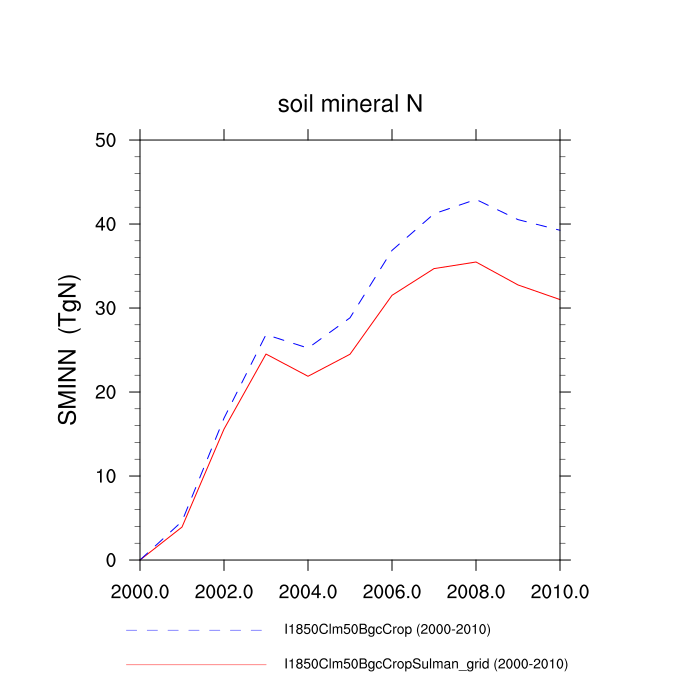 soil mineral N
SMINN (TgN)
50
40
30
20
10
0
2000.0 2002.0 2004.0 2006.0 2008.0 2010.0
I1850Clm50BgcCrop (2000-2010)
I1850Clm50BgcCropSulman_grid (2000-2010)